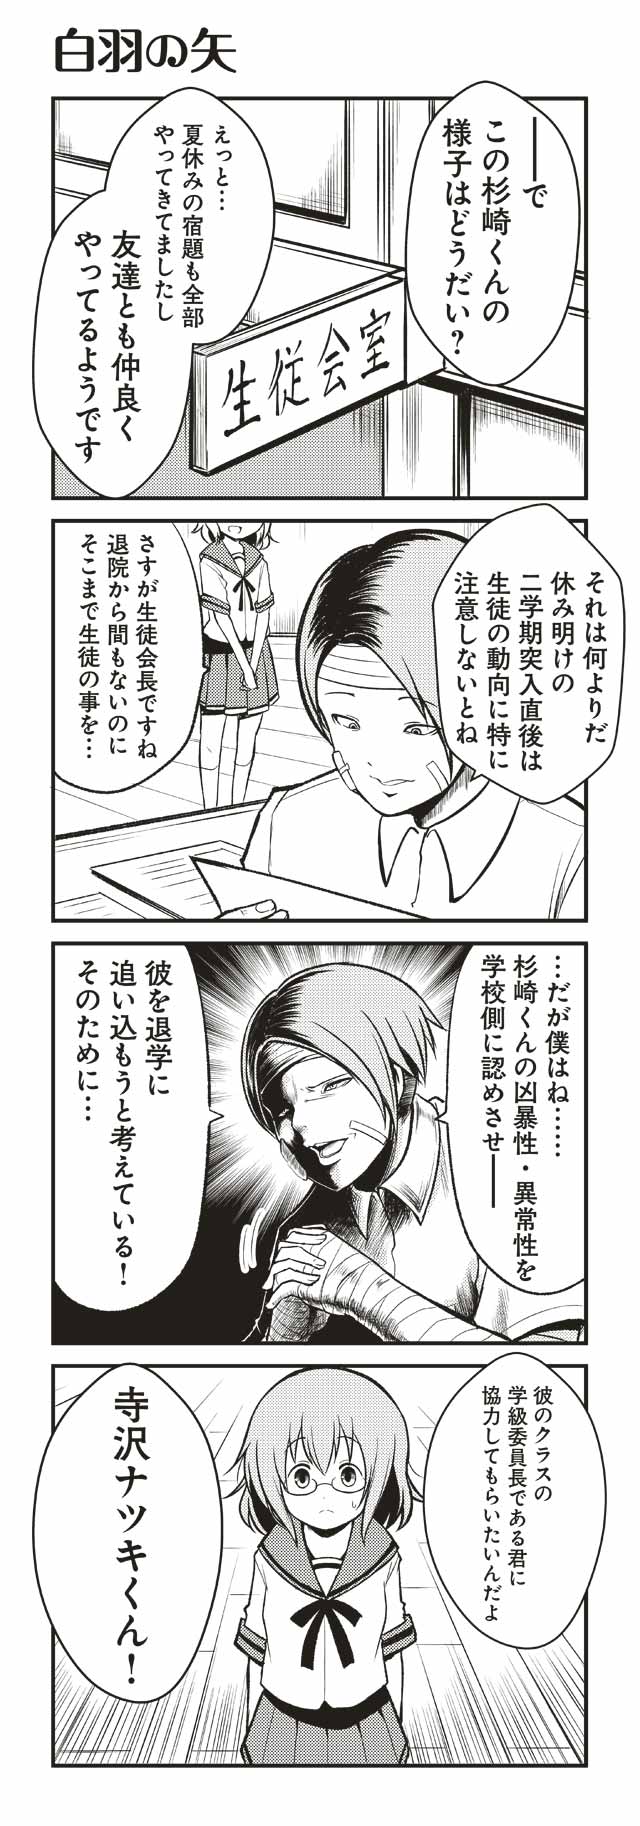 白羽の矢
――で
この杉崎くんの
様子はどうだい？
えっと…
夏休みの宿題も全部
やってきてましたし
友達とも仲良く
やってるようです
生徒会室
それは何よりだ
休み明けの
二学期突入直後は
生徒の動向に特に
注意しないとね
さすが生徒会長ですね
退院から間もないのに
そこまで生徒の事を…
…だが僕はね……
杉崎くんの凶暴性・異常性を
学校側に認めさせ――
彼を退学に
追い込もうと考えている！
そのために…
彼のクラスの
学級委員長である君に
協力してもらいたいんだよ
寺沢ナツキくん！